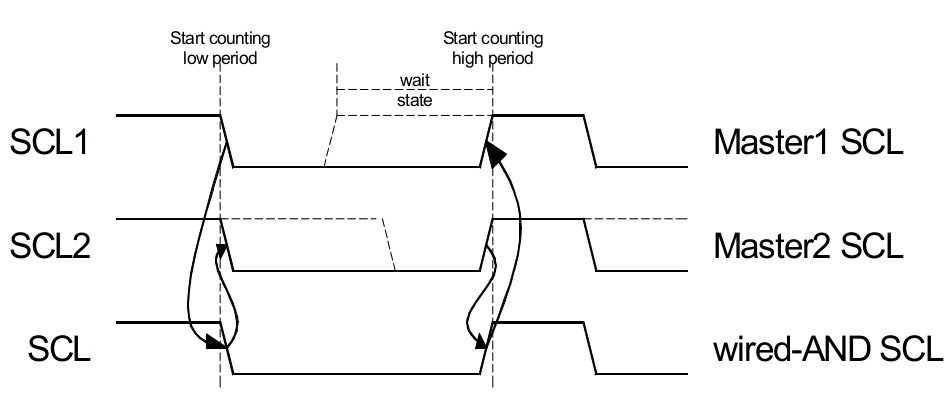 Start counting
low period
Start counting
high period
wait
state
SCL1
Master1 SCL
SCL2
Master2 SCL
SCL
wired-AND SCL